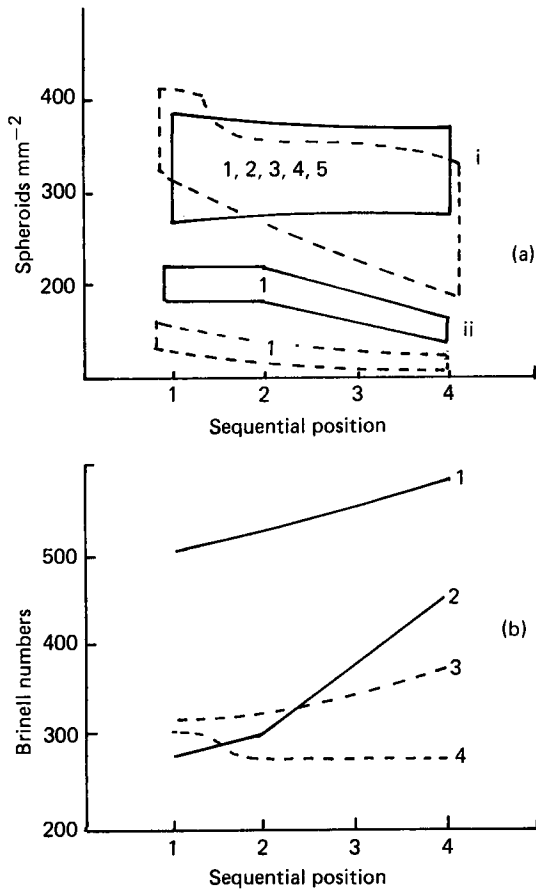 Spheroids mm−2
400
300
200
1, 2, 3, 4, 5
i
(a)
1
ii
1
1 2 3 4
Sequential position
Brinell numbers
500
400
300
200
1
2
(b)
3
4
1 2 3 4
Sequential position